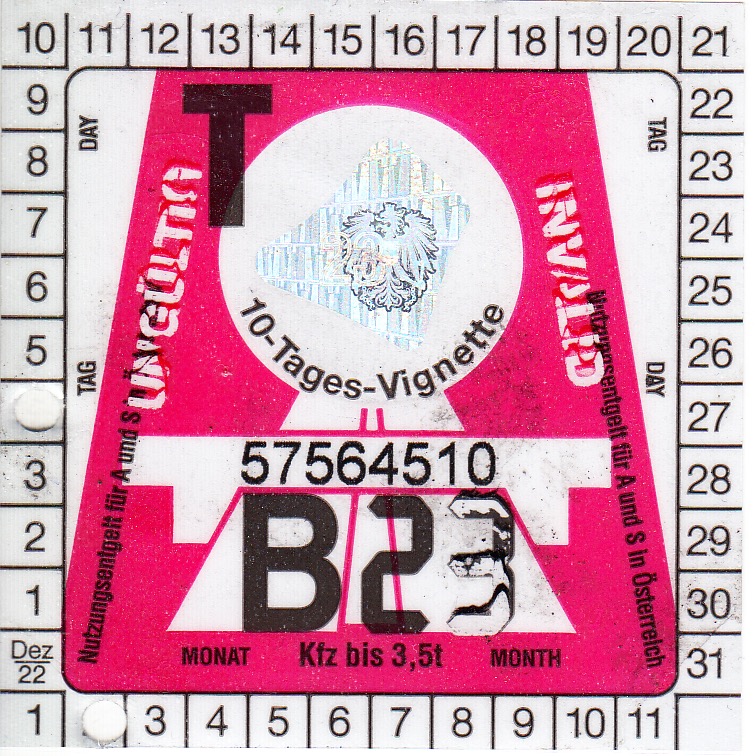 10 11 12 13 14 15 16 17 18 19 20 21
9 22
8 23
7 24
6 25
5 26
27
3 28
2 29
1 30
Dez
22
31
1 3 4 5 6 7 8 9 10 11
DAY
TAG
T
UNGÜLTIG
INVALID
10-Tages-Vignette
TAG
DAY
57564510
B23
Nutzungsentgelt für A und S in
Nutzungsentgelt für A und S in Österreich
MONAT Kfz bis 3,5t MONTH